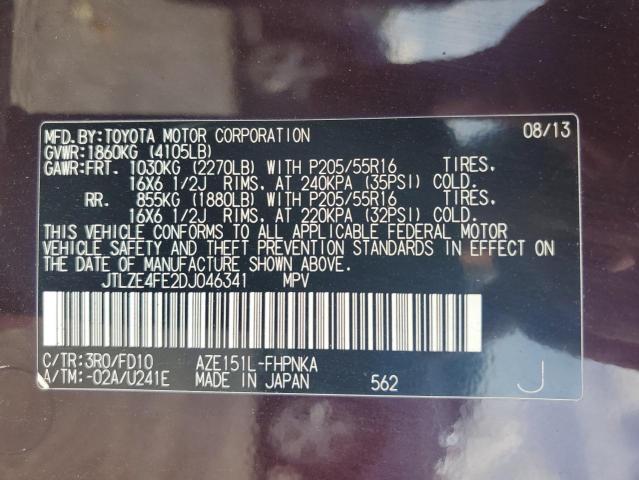 MFD.BY:TOYOTA MOTOR CORPORATION 08/13
GVWR:1860KG (4105LB)
GAWR:FRT. 1030KG (2270LB) WITH P205/55R16 TIRES.
16X6 1/2J RIMS. AT 240KPA (35PSI) COLD.
RR. 855KG (1880LB) WITH P205/55R16 TIRES.
16X6 1/2J RIMS. AT 220KPA (32PSI) COLD.
THIS VEHICLE CONFORMS TO ALL APPLICABLE FEDERAL MOTOR
VEHICLE SAFETY AND THEFT PREVENTION STANDARDS IN EFFECT ON
THE DATE OF MANUFACTURE SHOWN ABOVE.
JTLZE4FE2DJ046341 MPV
C/TR:3R0/FD10 AZE151L-FHPNKA
A/TM:-02A/U241E MADE IN JAPAN 562 J